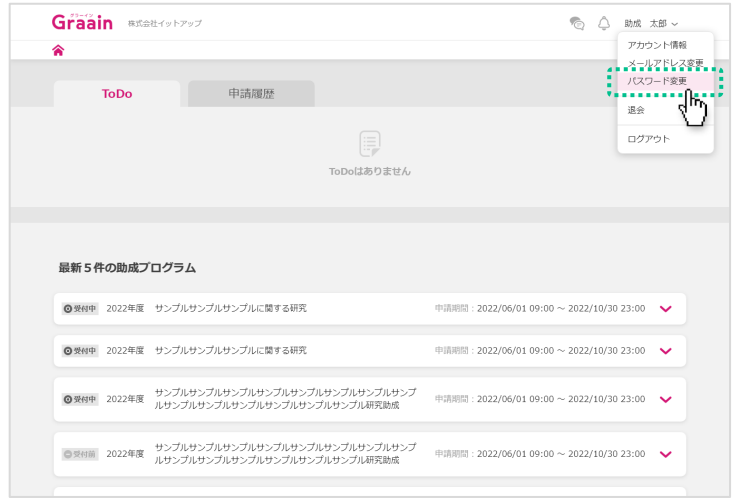 グラーイン
Graain 株式会社イットアップ 助成 太郎
アカウント情報
メールアドレス変更
パスワード変更
退会
ログアウト
ToDo 申請履歴
ToDoはありません
最新５件の助成プログラム
受付中 2022年度 サンプルサンプルサンプルに関する研究 申請期間：2022/06/01 09:00 ～ 2022/10/30 23:00
受付中 2022年度 サンプルサンプルサンプルに関する研究 申請期間：2022/06/01 09:00 ～ 2022/10/30 23:00
受付中 2022年度 サンプルサンプルサンプルサンプルサンプルサンプルサンプルサンプ 申請期間：2022/06/01 09:00 ～ 2022/10/30 23:00
ルサンプルサンプルサンプルサンプルサンプルサンプル研究助成
受付前 2022年度 サンプルサンプルサンプルサンプルサンプルサンプルサンプルサンプ 申請期間：2022/06/01 09:00 ～ 2022/10/30 23:00
ルサンプルサンプルサンプルサンプルサンプルサンプル研究助成